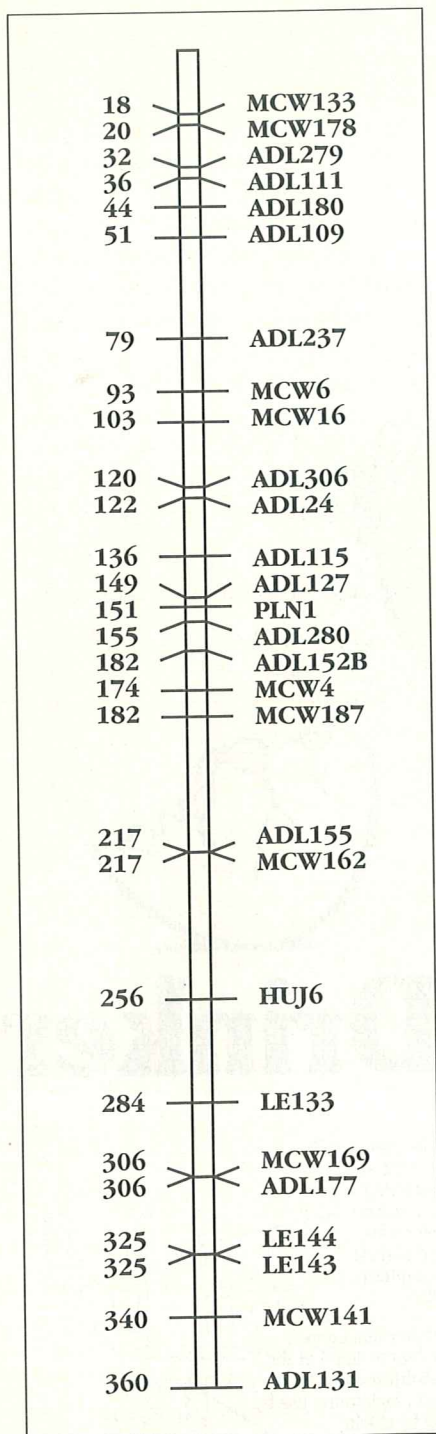 18 MCW133
20 MCW178
32 ADL279
36 ADL111
44 ADL180
51 ADL109
79 ADL237
93 MCW6
103 MCW16
120 ADL306
122 ADL24
136 ADL115
149 ADL127
151 PLN1
155 ADL280
182 ADL152B
174 MCW4
182 MCW187
217 ADL155
217 MCW162
256 HUJ6
284 LE133
306 MCW169
306 ADL177
325 LE144
325 LE143
340 MCW141
360 ADL131